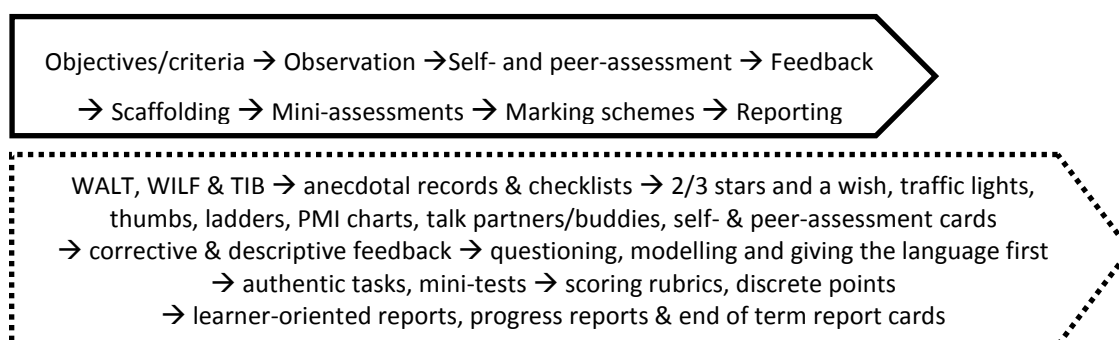 Objectives/criteria → Observation →Self- and peer-assessment → Feedback
→ Scaffolding → Mini-assessments → Marking schemes → Reporting
WALT, WILF & TIB → anecdotal records & checklists → 2/3 stars and a wish, traffic lights,
thumbs, ladders, PMI charts, talk partners/buddies, self- & peer-assessment cards
→ corrective & descriptive feedback → questioning, modelling and giving the language first
→ authentic tasks, mini-tests → scoring rubrics, discrete points
→ learner-oriented reports, progress reports & end of term report cards